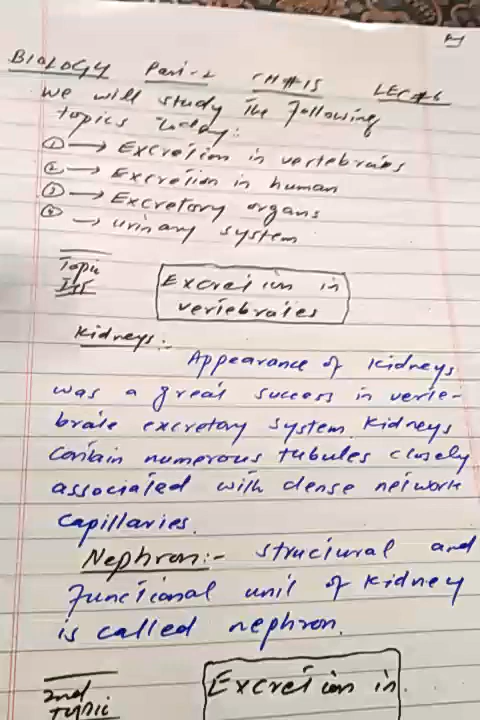 BIOLOGY Part-2 CH#15 LEC#6
we will study the following
topics today:
① → Excretion in vertebrates
② → Excretion in human
③ → Excretory organs
④ → urinary system
Topic
1st
Excretion in
vertebrates
Kidneys:-
Appearance of kidneys
was a great success in verte-
brate excretory system. Kidneys
contain numerous tubules closely
associated with dense network
capillaries.
Nephron:- structural and
functional unit of kidney
is called nephron.
2nd
Topic
Excretion in